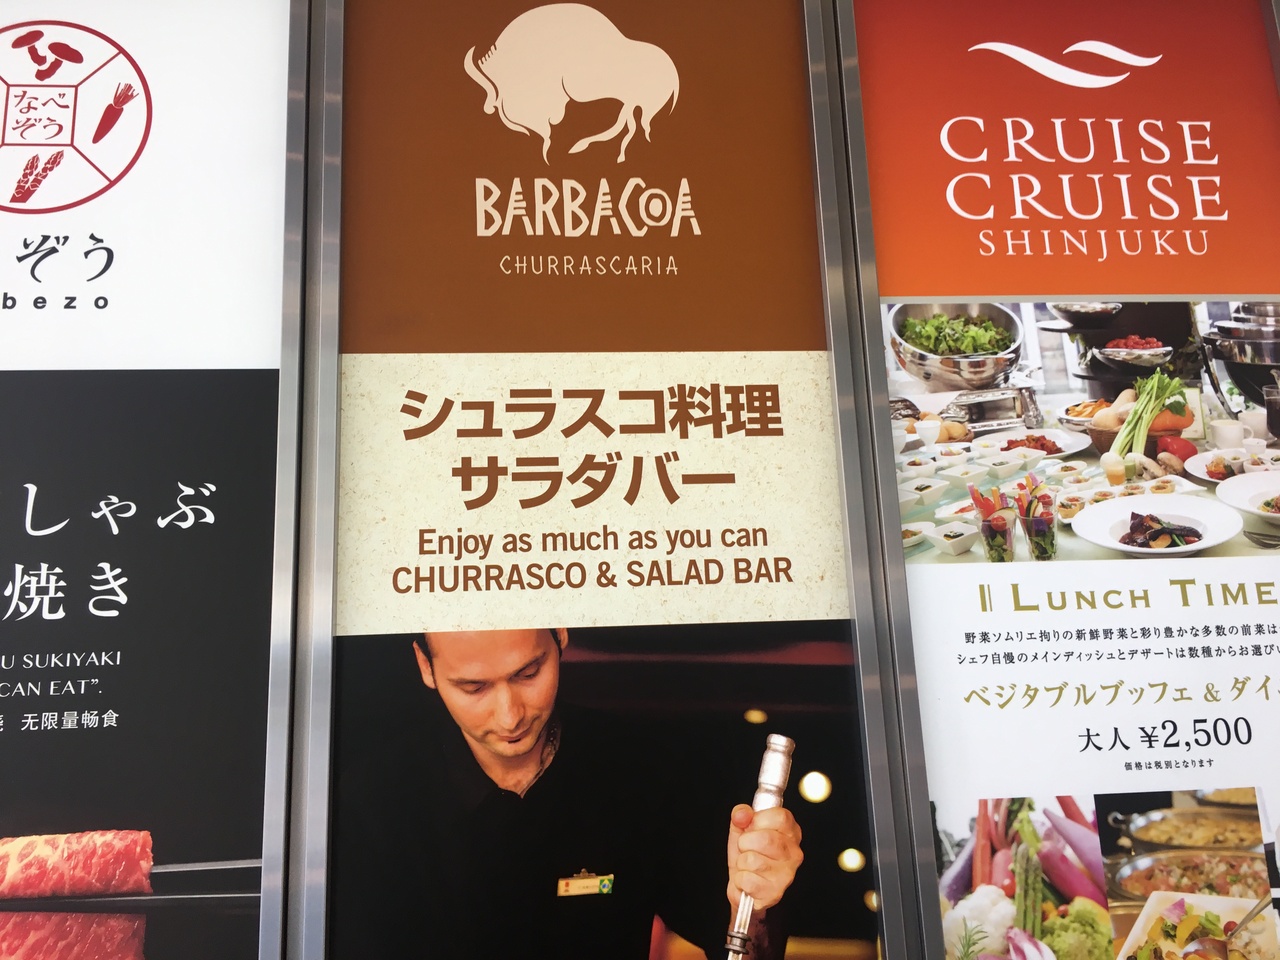 なべ
ぞう
ぞう
bezo
しゃぶ
焼き
U SUKIYAKI
CAN EAT”.
无限量畅食
BARBACOA
CHURRASCARIA
シュラスコ料理
サラダバー
Enjoy as much as you can
CHURRASCO & SALAD BAR
CRUISE
CRUISE
SHINJUKU
LUNCH TIME
野菜ソムリエ拘りの新鮮野菜と彩り豊かな多数の前菜は
シェフ自慢のメインディッシュとデザートは数種からお選び
ベジタブルブッフェ & ダイ
大人 ¥2,500
価格は税別となります